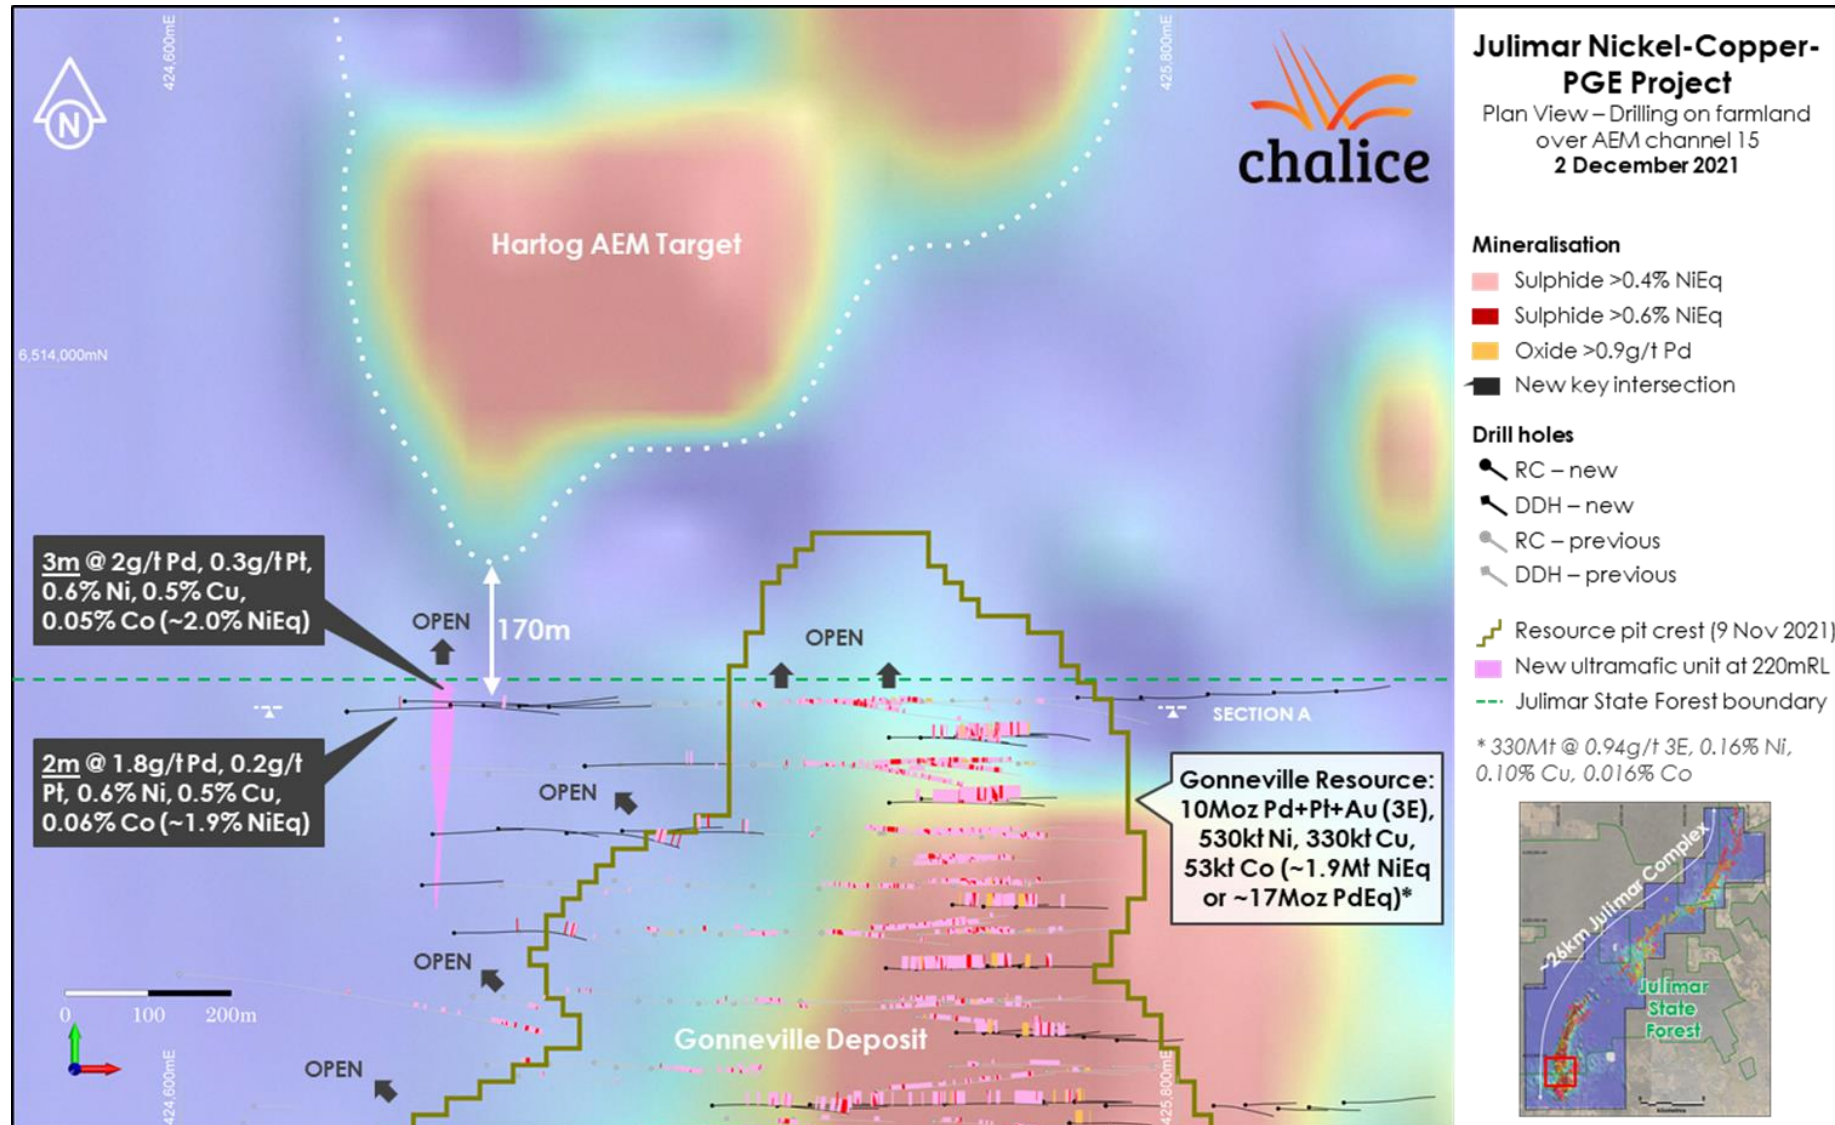 Julimar Nickel-Copper-
PGE Project
Plan View – Drilling on farmland
over AEM channel 15
2 December 2021
424,600mE
425,800mE
N
chalice
Hartog AEM Target
6,514,000mN
Mineralisation
Sulphide >0.4% NiEq
Sulphide >0.6% NiEq
Oxide >0.9g/t Pd
New key intersection
Drill holes
RC – new
DDH – new
RC – previous
DDH – previous
Resource pit crest (9 Nov 2021)
New ultramafic unit at 220mRL
Julimar State Forest boundary
* 330Mt @ 0.94g/t 3E, 0.16% Ni,
0.10% Cu, 0.016% Co
3m @ 2g/t Pd, 0.3g/t Pt,
0.6% Ni, 0.5% Cu,
0.05% Co (~2.0% NiEq)
OPEN
170m
OPEN
SECTION A
2m @ 1.8g/t Pd, 0.2g/t
Pt, 0.6% Ni, 0.5% Cu,
0.06% Co (~1.9% NiEq)
OPEN
Gonneville Resource:
10Moz Pd+Pt+Au (3E),
530kt Ni, 330kt Cu,
53kt Co (~1.9Mt NiEq
or ~17Moz PdEq)*
OPEN
0 100 200m
Gonneville Deposit
OPEN
424,600mE
425,800mE
~26km Julimar Complex
Julimar
State
Forest